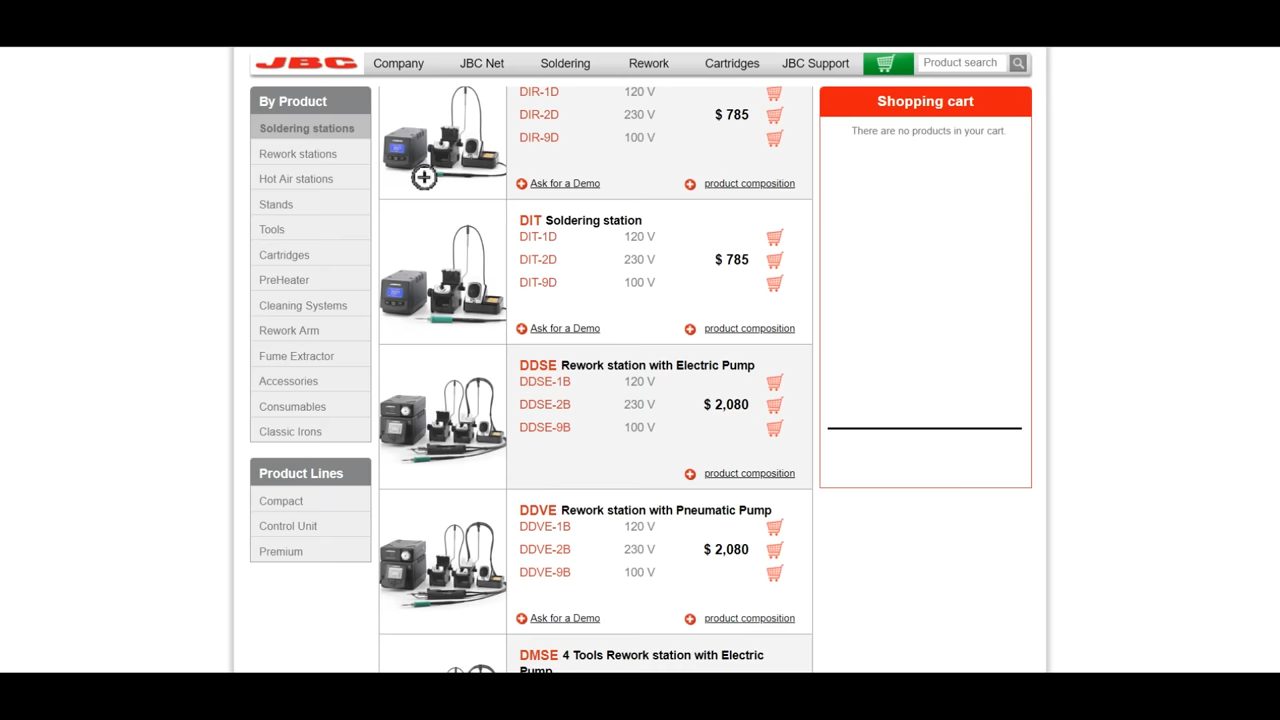 JBC Company JBC Net Soldering Rework Cartridges JBC Support Product search
By Product
Soldering stations
Rework stations
Hot Air stations
Stands
Tools
Cartridges
PreHeater
Cleaning Systems
Rework Arm
Fume Extractor
Accessories
Consumables
Classic Irons
Product Lines
Compact
Control Unit
Premium
DIR-1D 120 V
DIR-2D 230 V $ 785
DIR-9D 100 V
Ask for a Demo product composition
DIT Soldering station
DIT-1D 120 V
DIT-2D 230 V $ 785
DIT-9D 100 V
Ask for a Demo product composition
DDSE Rework station with Electric Pump
DDSE-1B 120 V
DDSE-2B 230 V $ 2,080
DDSE-9B 100 V
product composition
DDVE Rework station with Pneumatic Pump
DDVE-1B 120 V
DDVE-2B 230 V $ 2,080
DDVE-9B 100 V
Ask for a Demo product composition
DMSE 4 Tools Rework station with Electric
Pump
Shopping cart
There are no products in your cart.